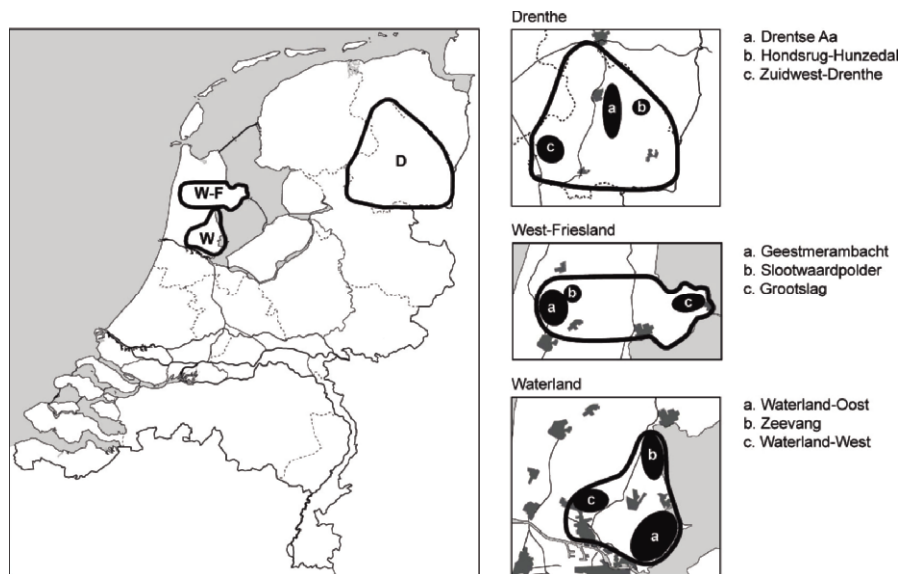 D
W-F
W
Drenthe
a
b
c
a. Drentse Aa
b. Hondsrug-Hunzedal
c. Zuidwest-Drenthe
West-Friesland
b
a
c
a. Geestmerambacht
b. Slootwaardpolder
c. Grootslag
Waterland
b
c
a
a. Waterland-Oost
b. Zeevang
c. Waterland-West